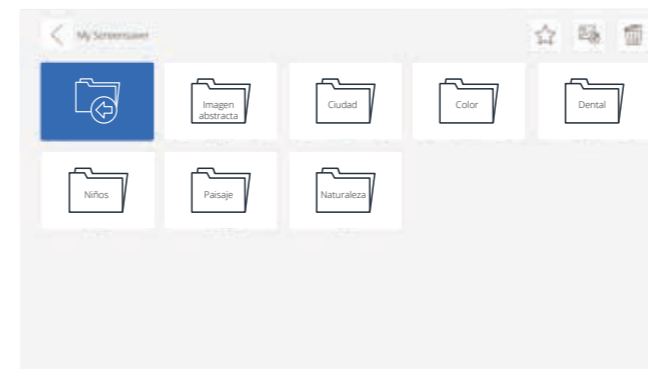 My Screensaver
Imagen
abstracta
Ciudad
Color
Dental
Niños
Paisaje
Naturaleza